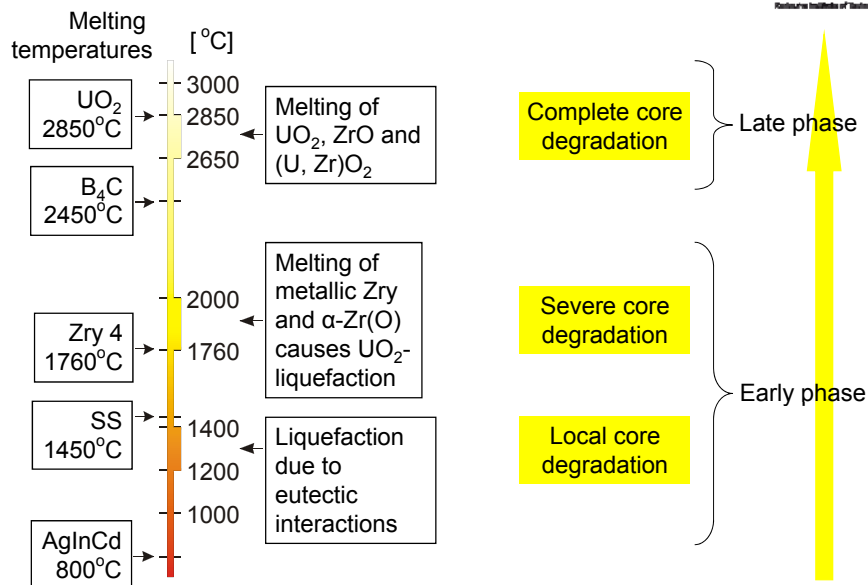 Melting
temperatures
[ °C]
UO₂
2850°C
B₄C
2450°C
Zry 4
1760°C
SS
1450°C
AgInCd
800°C
3000
2850
2650
2000
1760
1400
1200
1000
Melting of
UO₂, ZrO and
(U, Zr)O₂
Melting of
metallic Zry
and α-Zr(O)
causes UO₂-
liquefaction
Liquefaction
due to
eutectic
interactions
Complete core
degradation
Severe core
degradation
Local core
degradation
Late phase
Early phase